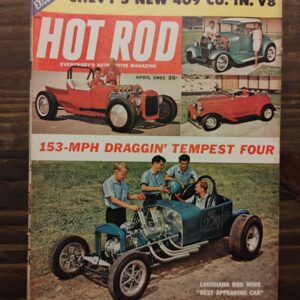 CHEVY'S NEW 409 CU. IN. V8
HOT ROD
EVERYBODY'S AUTOMOTIVE MAGAZINE
APRIL 1961 35¢
153-MPH DRAGGIN' TEMPEST FOUR
LOUISIANA ROD WINS
"BEST APPEARING CAR"